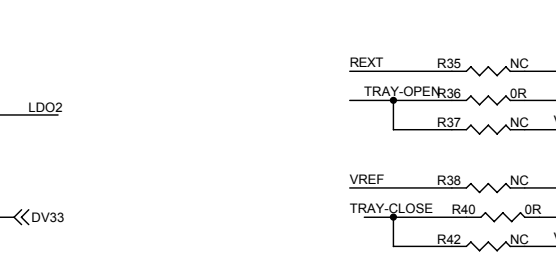 LDO2
DV33
REXT R35 NC
TRAY-OPEN R36 0R
R37 NC
VREF R38 NC
TRAY-CLOSE R40 0R
R42 NC